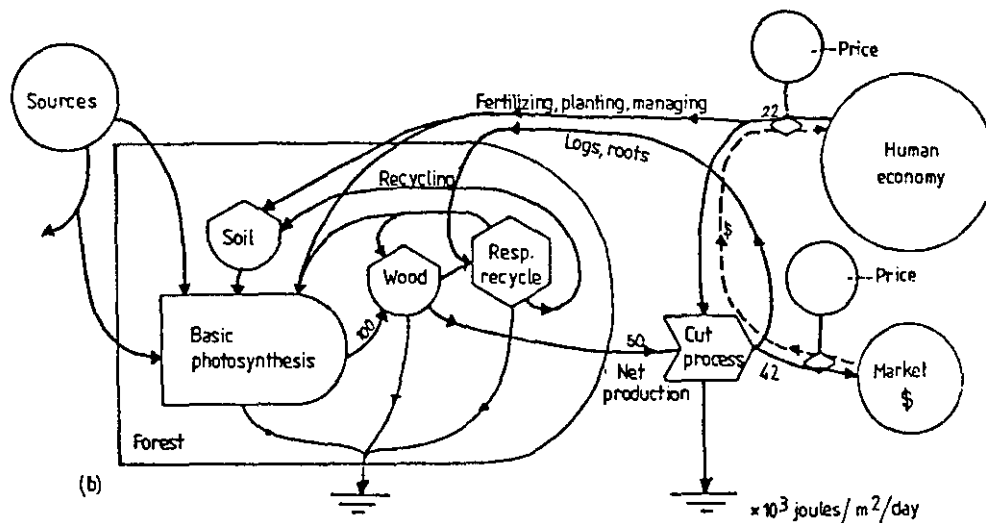 Price
Sources
22
Fertilizing, planting, managing
Logs, roots
Human
economy
Recycling
$
Soil
Wood
Resp.
recycle
Price
100
Basic
photosynthesis
50
Cut
process
Net
production
42
Market
$
Forest
(b)
×10³ joules/m²/day